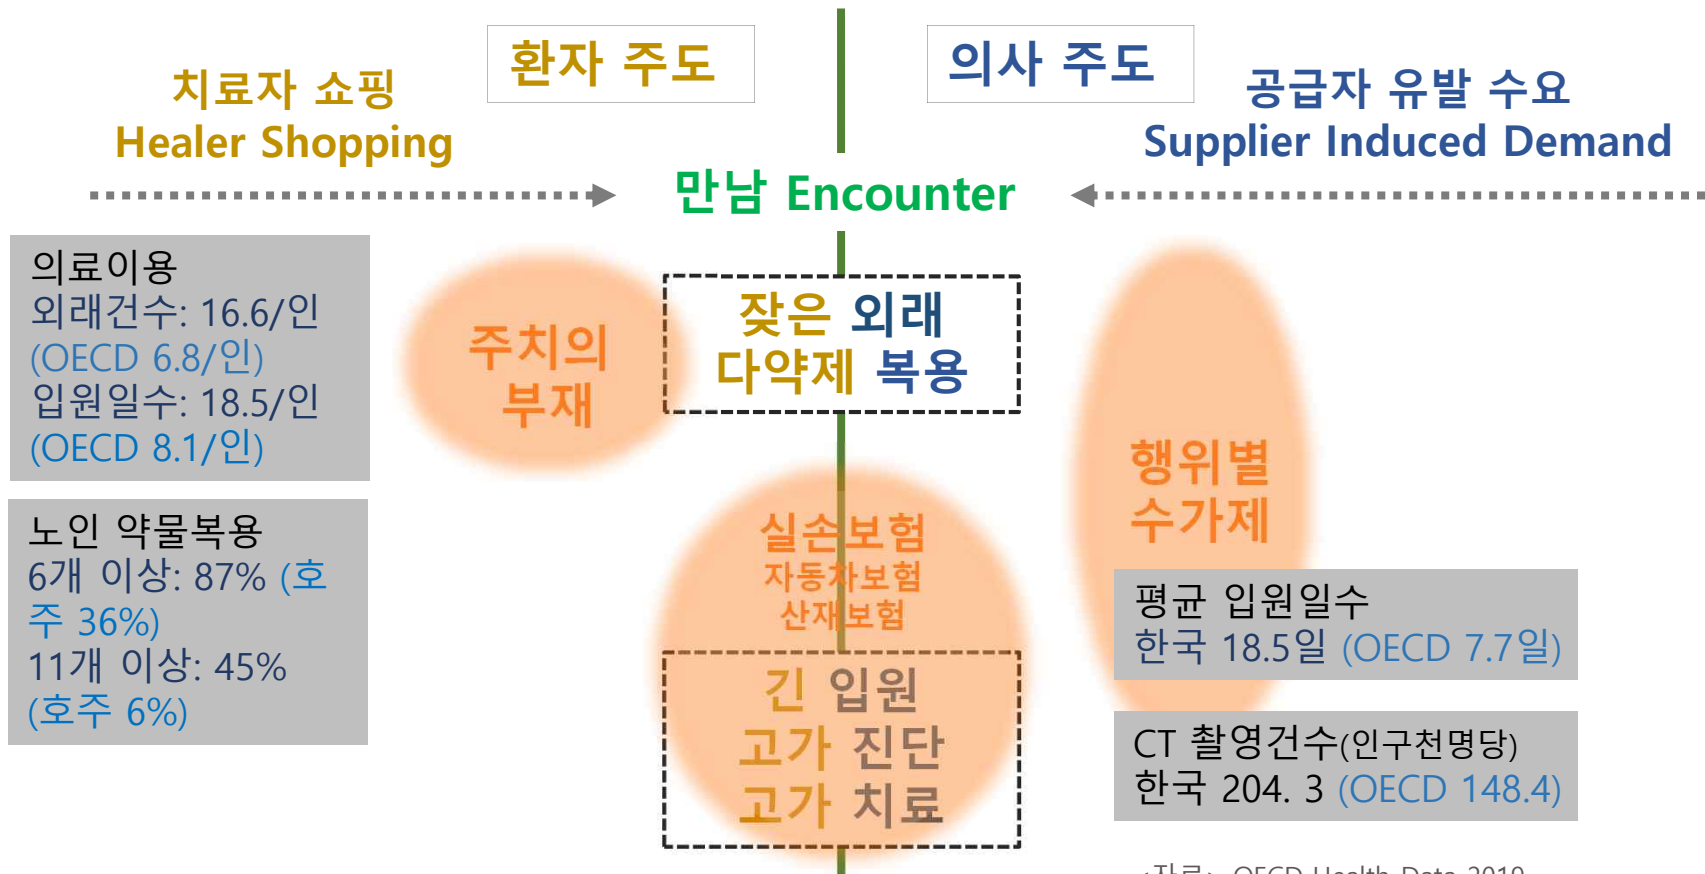 환자 주도
의사 주도
치료자 쇼핑
Healer Shopping
공급자 유발 수요
Supplier Induced Demand
만남 Encounter
의료이용
외래건수: 16.6/인
(OECD 6.8/인)
입원일수: 18.5/인
(OECD 8.1/인)
노인 약물복용
6개 이상: 87% (호
주 36%)
11개 이상: 45%
(호주 6%)
주치의
부재
잦은 외래
다약제 복용
실손보험
자동차보험
산재보험
긴 입원
고가 진단
고가 치료
행위별
수가제
평균 입원일수
한국 18.5일 (OECD 7.7일)
CT 촬영건수(인구천명당)
한국 204. 3 (OECD 148.4)
<자료> OECD Health Data 2019